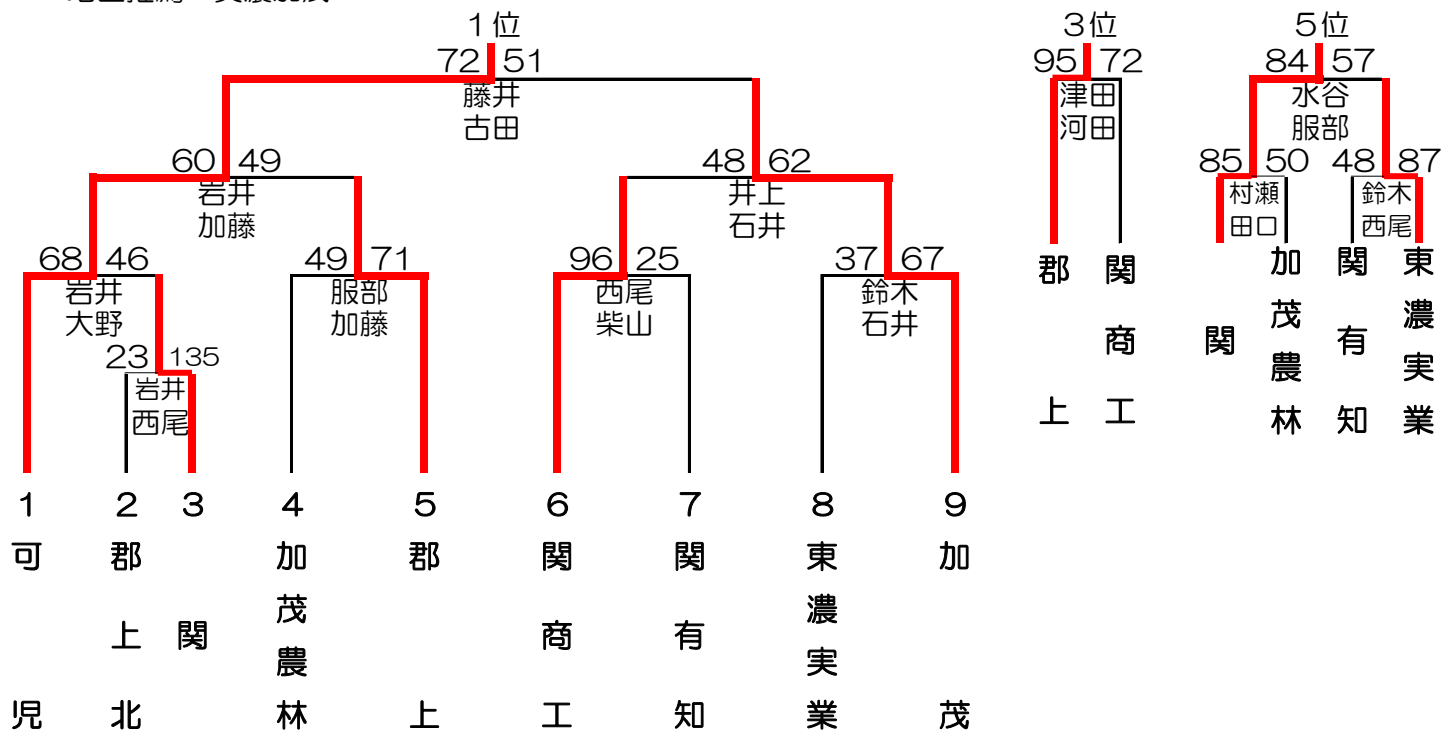 1位
72 51
藤井
古田
60 49
岩井
加藤
48 62
井上
石井
68 46
岩井
大野
49 71
服部
加藤
96 25
西尾
柴山
37 67
鈴木
石井
23 135
岩井
西尾
1 可児
2 郡上北
3 関
4 加茂農林
5 郡上
6 関商工
7 関有知
8 東濃実業
9 加茂
3位
95 72
津田
河田
郡上
関商工
5位
84 57
水谷
服部
85 50
村瀬
田口
48 87
鈴木
西尾
関
加茂農林
関有知
東濃実業